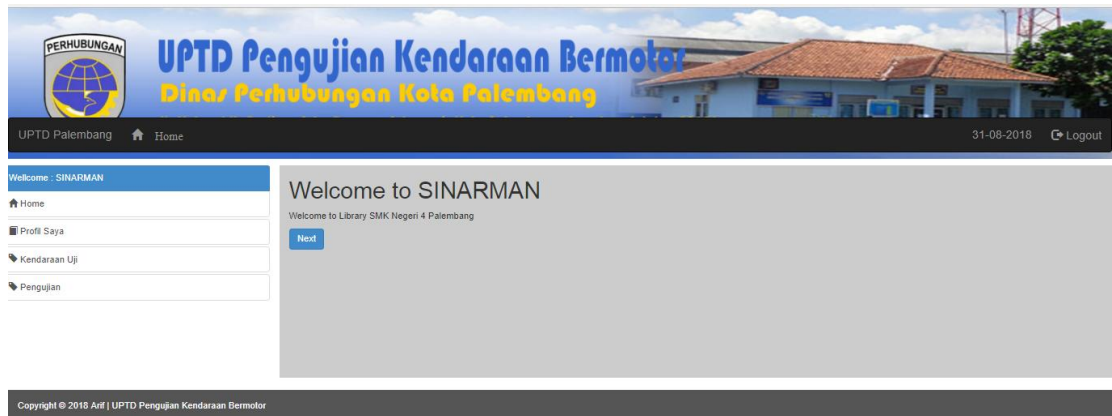 PERHUBUNGAN
UPTD Pengujian Kendaraan Bermotor
Dinas Perhubungan Kota Palembang
UPTD Palembang Home 31-08-2018 Logout
Wellcome : SINARMAN
Home
Profil Saya
Kendaraan Uji
Pengujian
Welcome to SINARMAN
Welcome to Library SMK Negeri 4 Palembang
Next
Copyright © 2018 Arif | UPTD Pengujian Kendaraan Bermotor